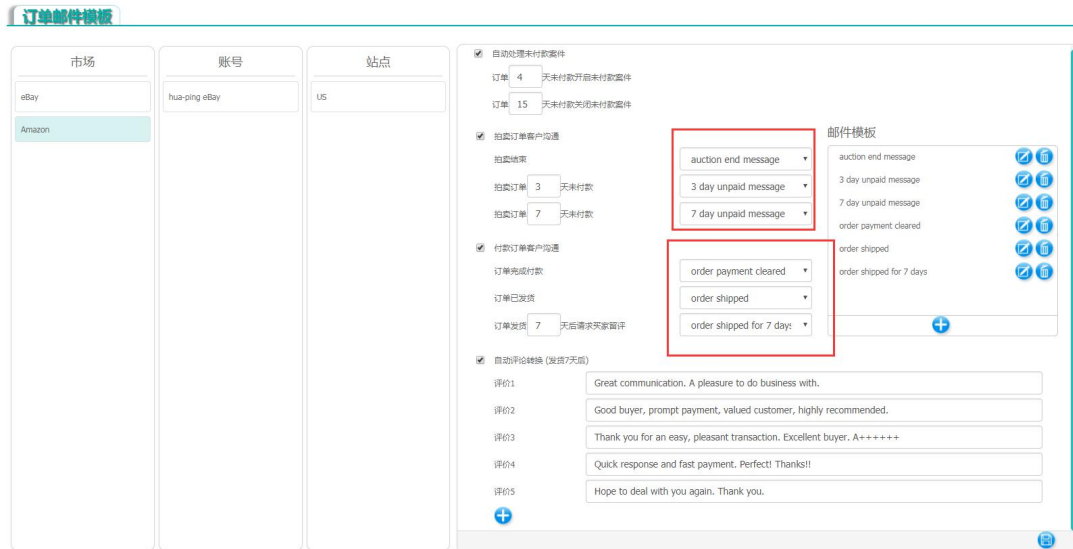 订单邮件模板
市场
账号
站点
eBay
hua-ping eBay
US
Amazon
自动处理未付款案件
订单 4 天未付款开启未付款案件
订单 15 天未付款关闭未付款案件
拍卖订单客户沟通
拍卖结束 auction end message
拍卖订单 3 天未付款 3 day unpaid message
拍卖订单 7 天未付款 7 day unpaid message
付款订单客户沟通
订单完成付款 order payment cleared
订单已发货 order shipped
订单发货 7 天后请求买家留评 order shipped for 7 days
邮件模板
auction end message
3 day unpaid message
7 day unpaid message
order payment cleared
order shipped
order shipped for 7 days
自动评论转换 (发货7天后)
评价1 Great communication. A pleasure to do business with.
评价2 Good buyer, prompt payment, valued customer, highly recommended.
评价3 Thank you for an easy, pleasant transaction. Excellent buyer. A++++++
评价4 Quick response and fast payment. Perfect! Thanks!!
评价5 Hope to deal with you again. Thank you.